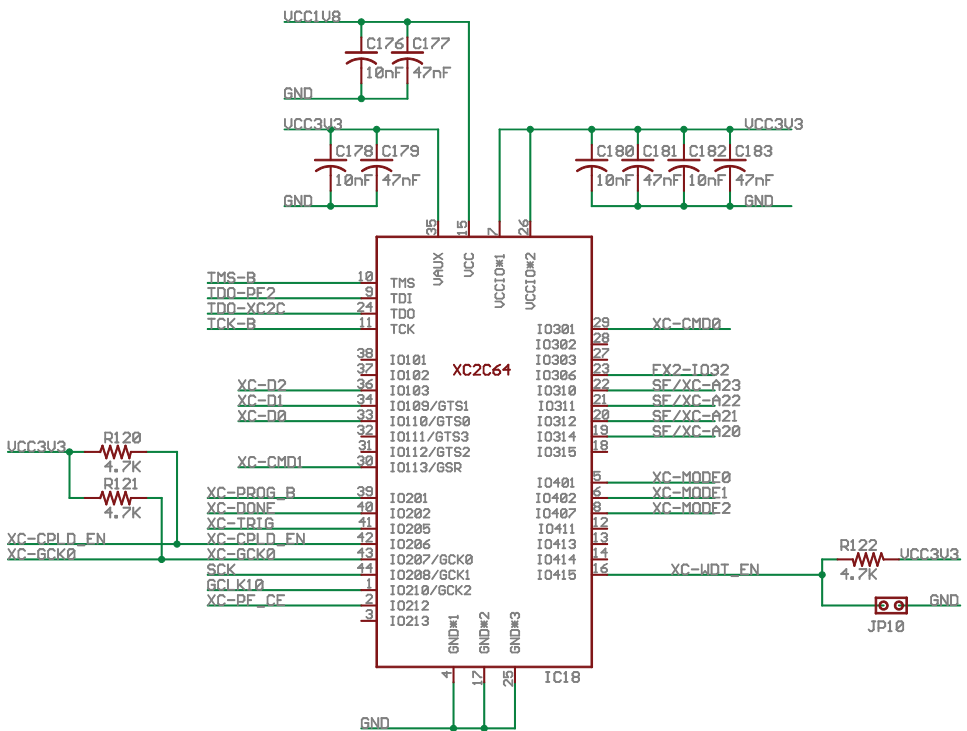 VCC1V8
C176 C177
10nF 47nF
GND
VCC3V3
C178 C179
10nF 47nF
GND
VCC3V3
C180 C181 C182 C183
10nF 47nF 10nF 47nF
GND
35 15 7 26
VAUX VCC VCCIO*1 VCCIO*2
TMS-B 10 TMS
TDO-PF2 9 TDI
TDO-XC2C 24 TDO
TCK-B 11 TCK
38 IO101
37 IO102
XC-D2 36 IO103
XC-D1 34 IO109/GTS1
XC-D0 33 IO110/GTS0
32 IO111/GTS3
31 IO112/GTS2
XC-CMD1 30 IO113/GSR
XC2C64
IO301 29 XC-CMD0
IO302 28
IO303 27
IO306 23 FX2-IO32
IO310 22 SF/XC-A23
IO311 21 SF/XC-A22
IO312 20 SF/XC-A21
IO314 19 SF/XC-A20
IO315 18
VCC3V3
R120
4.7K
R121
4.7K
XC-PROG_B 39 IO201
XC-DONE 40 IO202
XC-TRIG 41 IO205
XC-CPLD_EN XC-CPLD_EN 42 IO206
XC-GCK0 XC-GCK0 43 IO207/GCK0
SCK 44 IO208/GCK1
GCLK10 1 IO210/GCK2
XC-PF_CE 2 IO212
3 IO213
IO401 5 XC-MODE0
IO402 6 XC-MODE1
IO407 8 XC-MODE2
IO411 12
IO413 13
IO414 14
IO415 16 XC-WDT_EN
R122
4.7K
VCC3V3
GND
JP10
GND*1 GND*2 GND*3
4 17 25
IC18
GND